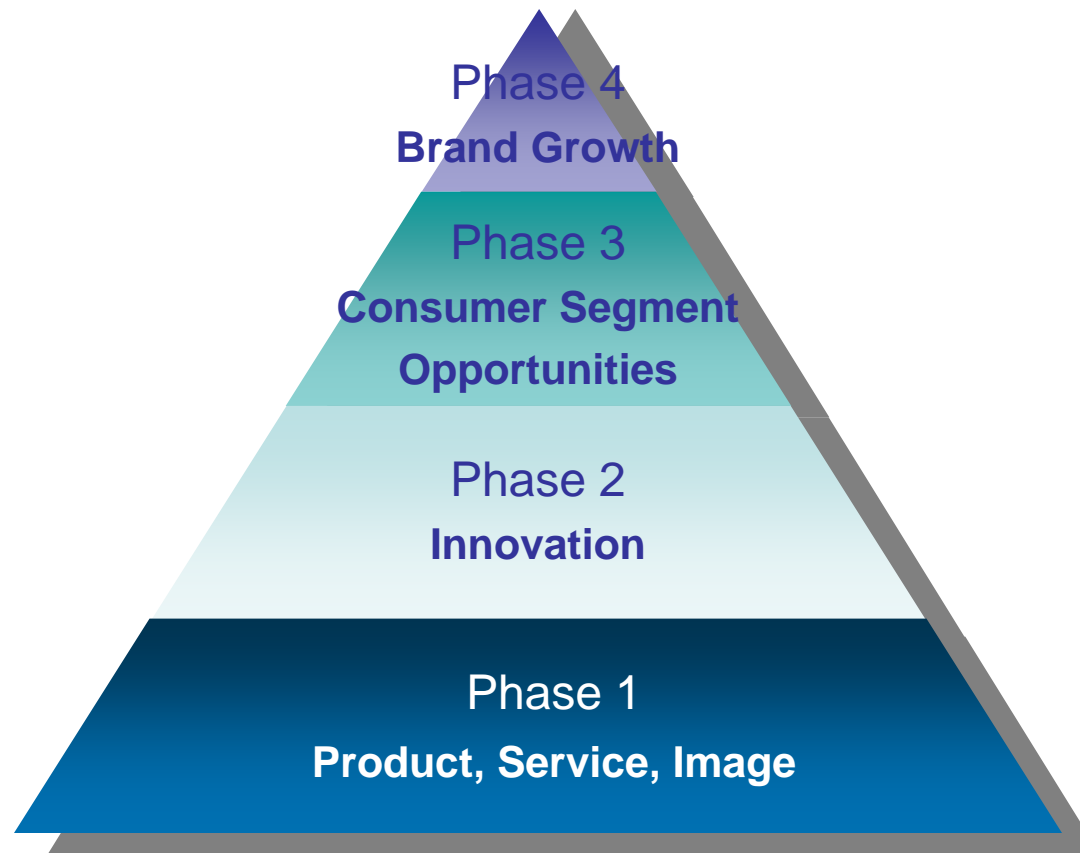 Phase 4
Brand Growth
Phase 3
Consumer Segment
Opportunities
Phase 2
Innovation
Phase 1
Product, Service, Image